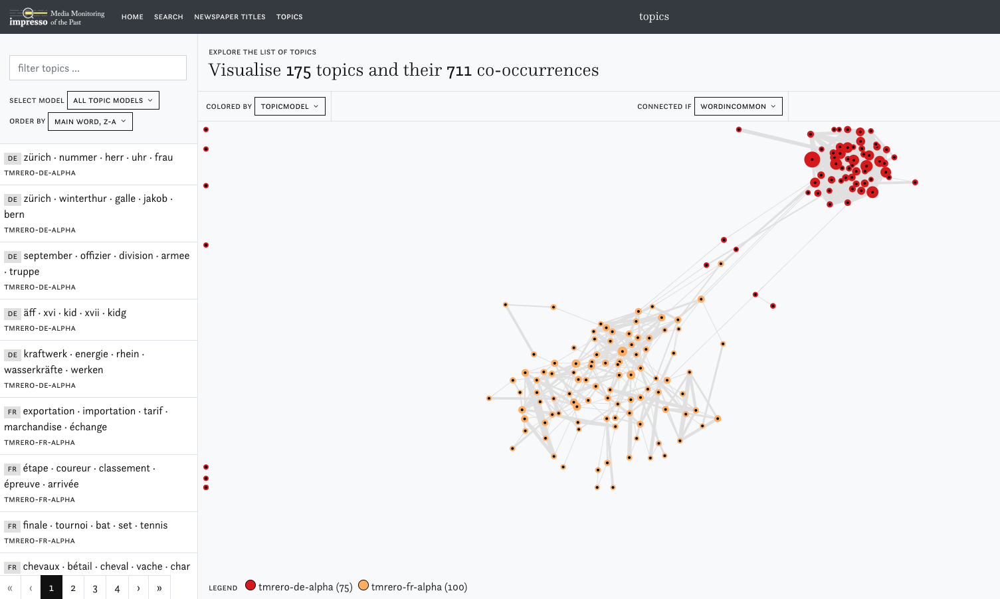 impresso Media Monitoring of the Past
HOME SEARCH NEWSPAPER TITLES TOPICS
topics
filter topics ...
SELECT MODEL ALL TOPIC MODELS
ORDER BY MAIN WORD, Z-A
DE zürich · nummer · herr · uhr · frau
TMRERO-DE-ALPHA
DE zürich · winterthur · galle · jakob ·
bern
TMRERO-DE-ALPHA
DE september · offizier · division · armee
· truppe
TMRERO-DE-ALPHA
DE äff · xvi · kid · xvii · kidg
TMRERO-DE-ALPHA
DE kraftwerk · energie · rhein ·
wasserkräfte · werken
TMRERO-DE-ALPHA
FR exportation · importation · tarif ·
marchandise · échange
TMRERO-FR-ALPHA
FR étape · coureur · classement ·
épreuve · arrivée
TMRERO-FR-ALPHA
FR finale · tournoi · bat · set · tennis
TMRERO-FR-ALPHA
FR chevaux · bétail · cheval · vache · char
« ‹ 1 2 3 4 › »
EXPLORE THE LIST OF TOPICS
Visualise 175 topics and their 711 co-occurrences
COLORED BY TOPICMODEL
CONNECTED IF WORDINCOMMON
LEGEND tmrero-de-alpha (75) tmrero-fr-alpha (100)